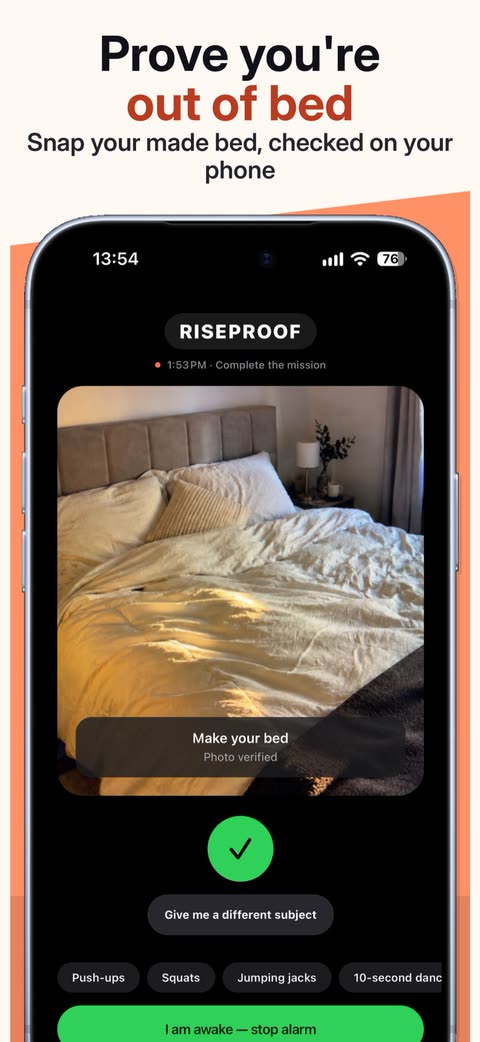 Prove you're
out of bed
Snap your made bed, checked on your
phone
13:54
76
RISEPROOF
1:53 PM · Complete the mission
Make your bed
Photo verified
Give me a different subject
Push-ups
Squats
Jumping jacks
10-second danc
I am awake — stop alarm